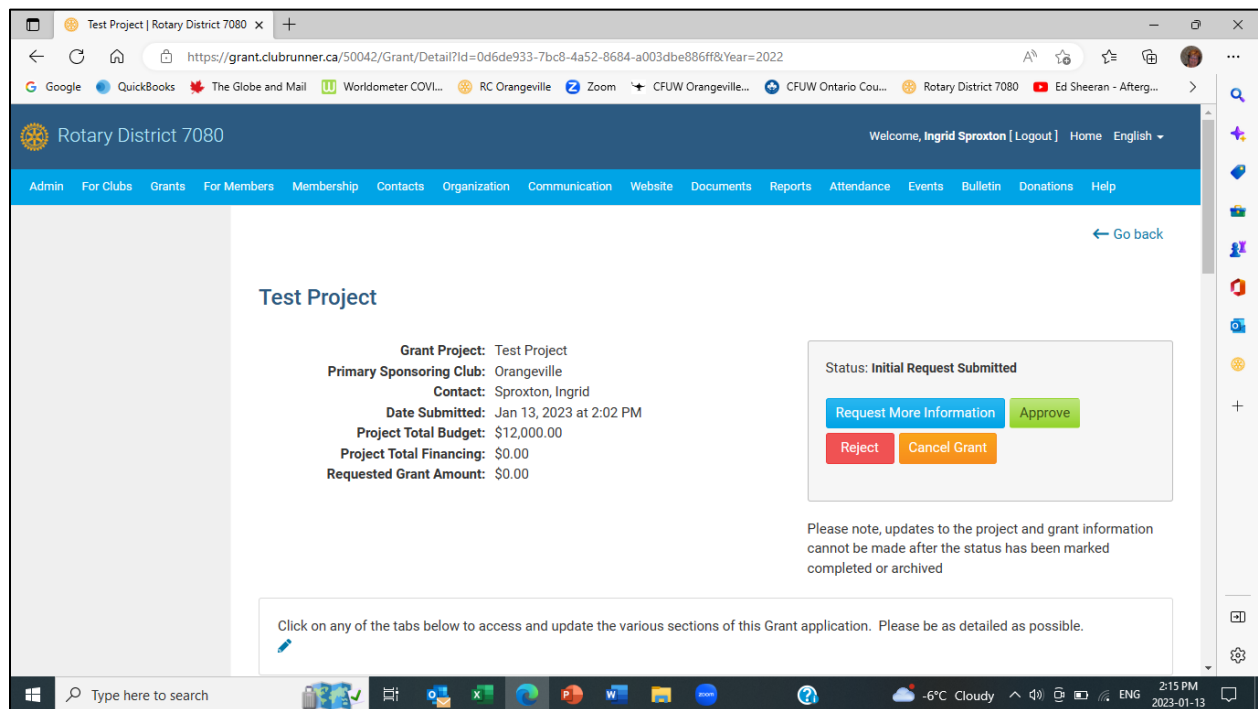 Test Project | Rotary District 7080
https://grant.clubrunner.ca/50042/Grant/Detail?Id=0d6de933-7bc8-4a52-8684-a003dbe886ff&Year=2022
Google QuickBooks The Globe and Mail Worldometer COVI... RC Orangeville Zoom CFUW Orangeville... CFUW Ontario Cou... Rotary District 7080 Ed Sheeran - Afterg...
Rotary District 7080
Welcome, Ingrid Sproxton [ Logout ] Home English
Admin For Clubs Grants For Members Membership Contacts Organization Communication Website Documents Reports Attendance Events Bulletin Donations Help
← Go back
Test Project
Grant Project: Test Project
Primary Sponsoring Club: Orangeville
Contact: Sproxton, Ingrid
Date Submitted: Jan 13, 2023 at 2:02 PM
Project Total Budget: $12,000.00
Project Total Financing: $0.00
Requested Grant Amount: $0.00
Status: Initial Request Submitted
Request More Information Approve
Reject Cancel Grant
Please note, updates to the project and grant information
cannot be made after the status has been marked
completed or archived
Click on any of the tabs below to access and update the various sections of this Grant application. Please be as detailed as possible.
Type here to search
-6°C Cloudy
ENG
2:15 PM
2023-01-13